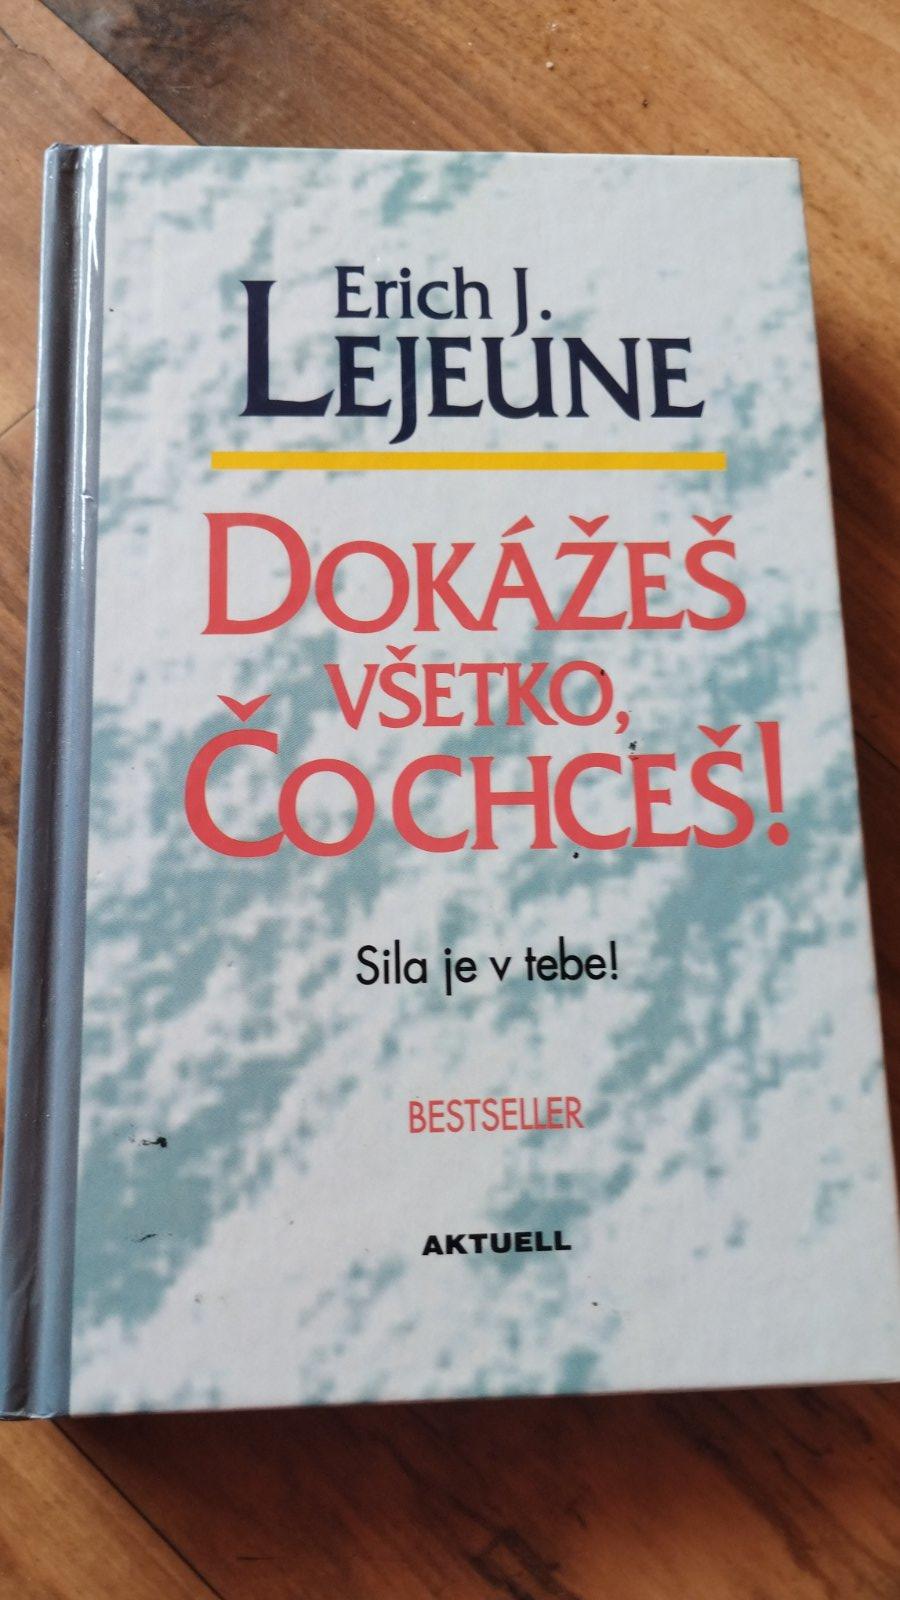 Erich J.
LEJEUNE
DOKÁŽEŠ
VŠETKO,
ČO CHCEŠ!
Sila je v tebe!
BESTSELLER
AKTUELL